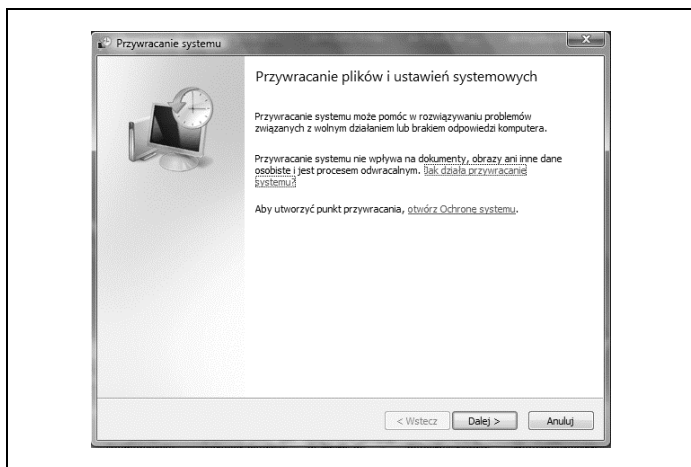 Przywracanie systemu
Przywracanie plików i ustawień systemowych
Przywracanie systemu może pomóc w rozwiązywaniu problemów
związanych z wolnym działaniem lub brakiem odpowiedzi komputera.
Przywracanie systemu nie wpływa na dokumenty, obrazy ani inne dane
osobiste i jest procesem odwracalnym. Jak działa przywracanie
systemu?
Aby utworzyć punkt przywracania, otwórz Ochronę systemu.
< Wstecz Dalej > Anuluj